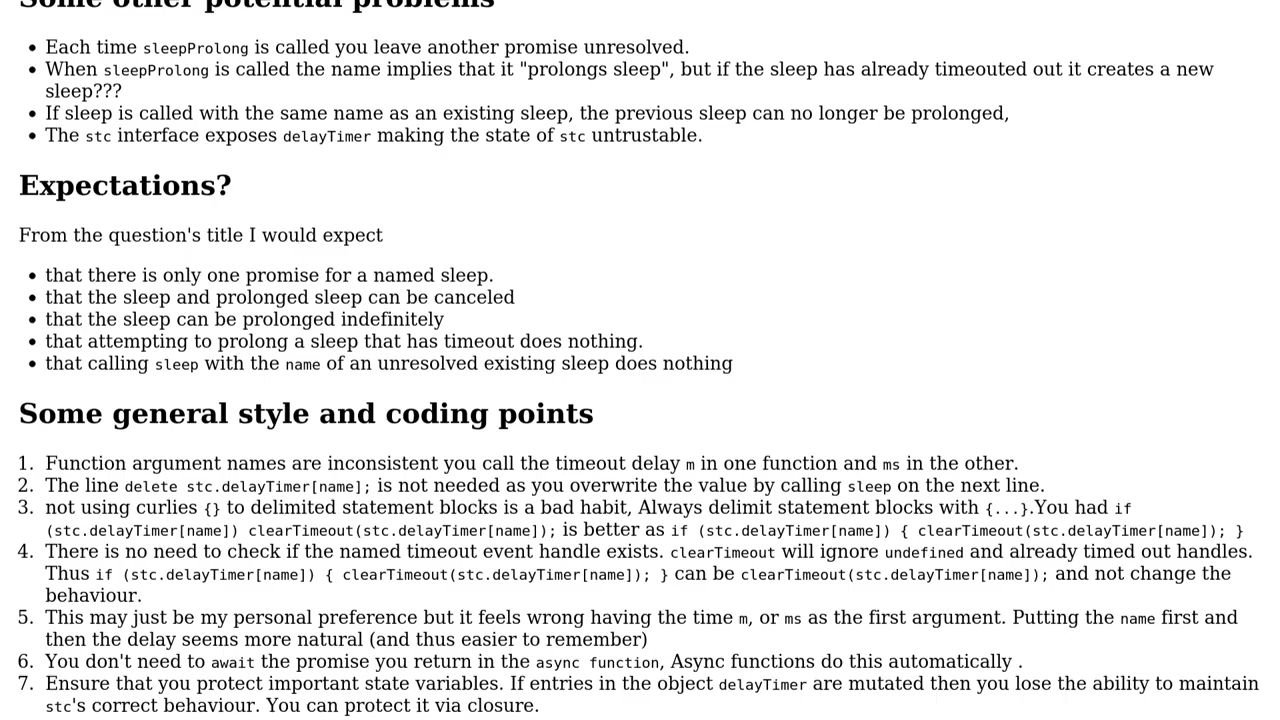 Some other potential problems
• Each time sleepProlong is called you leave another promise unresolved.
• When sleepProlong is called the name implies that it "prolongs sleep", but if the sleep has already timeouted out it creates a new
sleep???
• If sleep is called with the same name as an existing sleep, the previous sleep can no longer be prolonged,
• The stc interface exposes delayTimer making the state of stc untrustable.
Expectations?
From the question's title I would expect
• that there is only one promise for a named sleep.
• that the sleep and prolonged sleep can be canceled
• that the sleep can be prolonged indefinitely
• that attempting to prolong a sleep that has timeout does nothing.
• that calling sleep with the name of an unresolved existing sleep does nothing
Some general style and coding points
1. Function argument names are inconsistent you call the timeout delay m in one function and ms in the other.
2. The line delete stc.delayTimer[name]; is not needed as you overwrite the value by calling sleep on the next line.
3. not using curlies {} to delimited statement blocks is a bad habit, Always delimit statement blocks with {...}.You had if
(stc.delayTimer[name]) clearTimeout(stc.delayTimer[name]); is better as if (stc.delayTimer[name]) { clearTimeout(stc.delayTimer[name]); }
4. There is no need to check if the named timeout event handle exists. clearTimeout will ignore undefined and already timed out handles.
Thus if (stc.delayTimer[name]) { clearTimeout(stc.delayTimer[name]); } can be clearTimeout(stc.delayTimer[name]); and not change the
behaviour.
5. This may just be my personal preference but it feels wrong having the time m, or ms as the first argument. Putting the name first and
then the delay seems more natural (and thus easier to remember)
6. You don't need to await the promise you return in the async function, Async functions do this automatically .
7. Ensure that you protect important state variables. If entries in the object delayTimer are mutated then you lose the ability to maintain
stc's correct behaviour. You can protect it via closure.